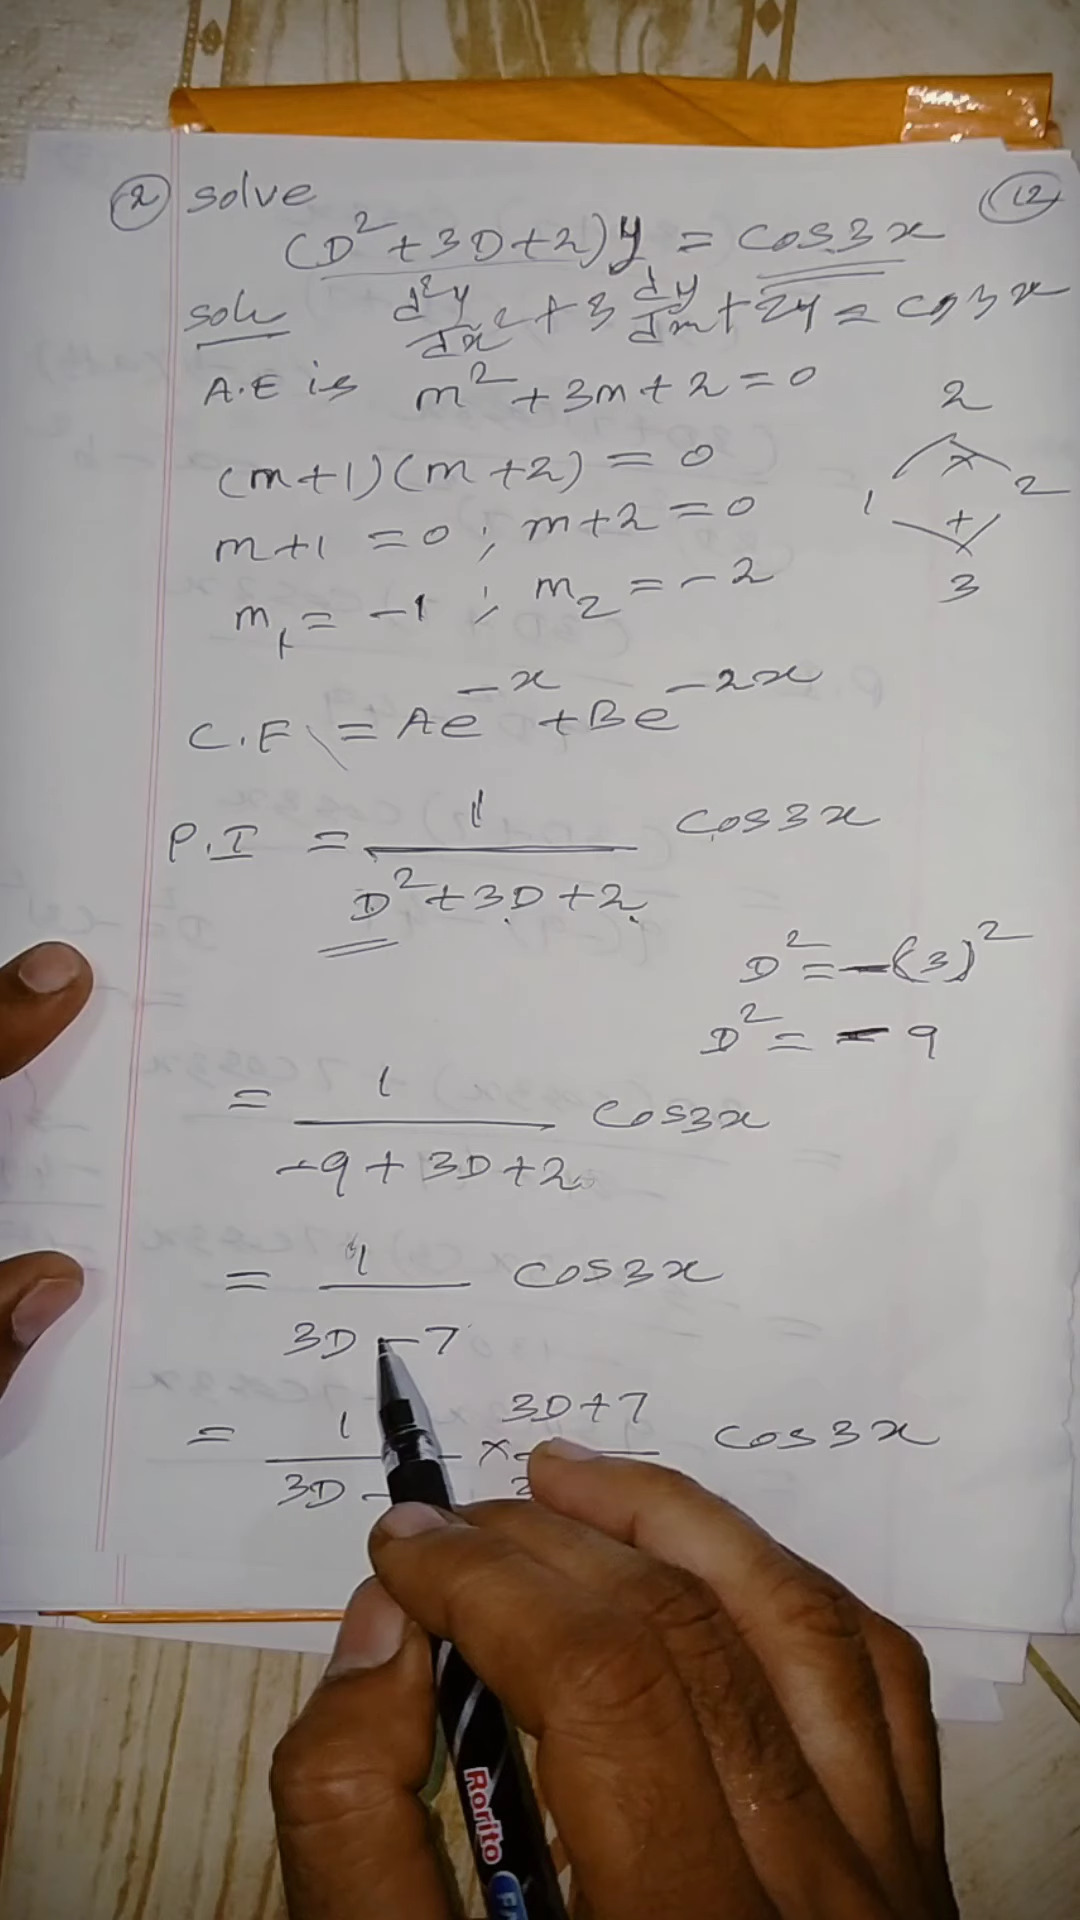 (2) solve (12)
(D²+3D+2)y = cos3x
soln d²y/dx² + 3 dy/dx + 2y = cos3x
A.E is m²+3m+2=0
2
(m+1)(m+2)=0
× 1 2
m+1=0; m+2=0
+
m₁=-1; m₂=-2
3
C.F = Ae^-x + Be^-2x
P.I = 1/D²+3D+2 cos3x
D²=-(3)²
D²=-9
= 1/-9+3D+2 cos3x
= 1/3D-7 cos3x
= 1/3D- × 3D+7 cos3x
Rorito